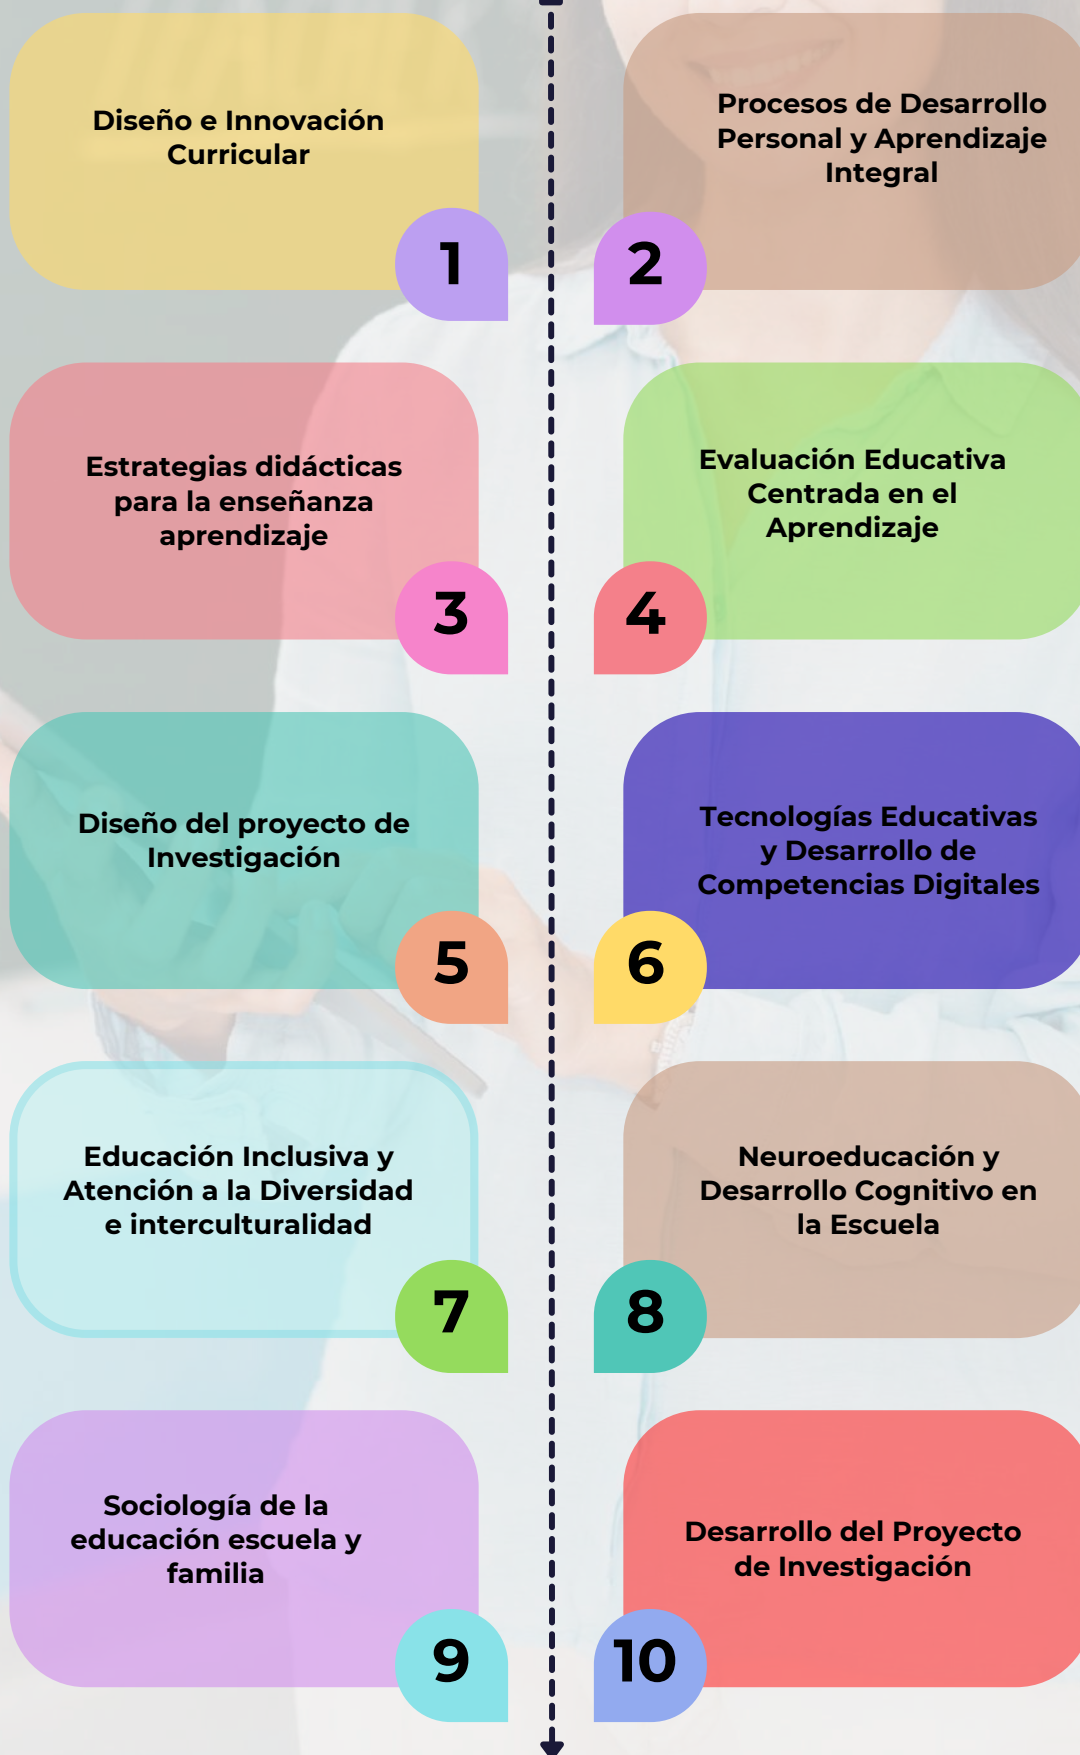 Diseño e Innovación
Curricular
1
Procesos de Desarrollo
Personal y Aprendizaje
Integral
2
Estrategias didácticas
para la enseñanza
aprendizaje
3
Evaluación Educativa
Centrada en el
Aprendizaje
4
Diseño del proyecto de
Investigación
5
Tecnologías Educativas
y Desarrollo de
Competencias Digitales
6
Educación Inclusiva y
Atención a la Diversidad
e interculturalidad
7
Neuroeducación y
Desarrollo Cognitivo en
la Escuela
8
Sociología de la
educación escuela y
familia
9
Desarrollo del Proyecto
de Investigación
10